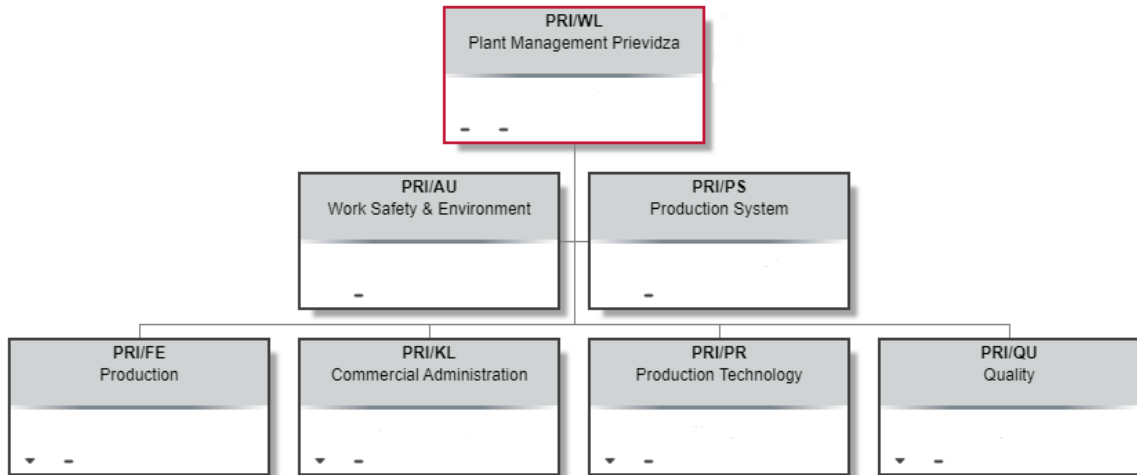 PRI/WL
Plant Management Prievidza
PRI/AU
Work Safety & Environment
PRI/PS
Production System
PRI/FE
Production
PRI/KL
Commercial Administration
PRI/PR
Production Technology
PRI/QU
Quality